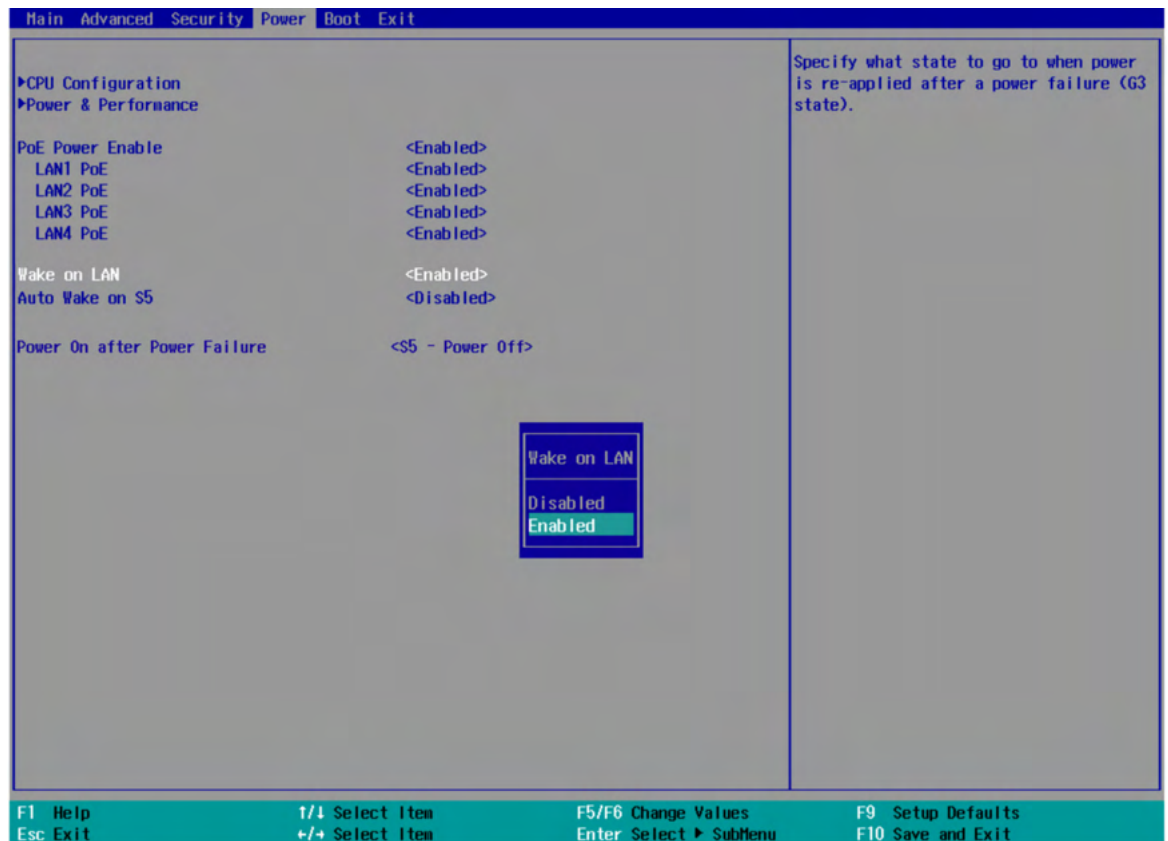 Main Advanced Security Power Boot Exit
▶CPU Configuration
▶Power & Performance
PoE Power Enable <Enabled>
LAN1 PoE <Enabled>
LAN2 PoE <Enabled>
LAN3 PoE <Enabled>
LAN4 PoE <Enabled>
Wake on LAN <Enabled>
Auto Wake on S5 <Disabled>
Power On after Power Failure <S5 - Power Off>
Specify what state to go to when power
is re-applied after a power failure (G3
state).
Wake on LAN
Disabled
Enabled
F1 Help ↑/↓ Select Item F5/F6 Change Values F9 Setup Defaults
Esc Exit ←/→ Select Item Enter Select ▶ SubMenu F10 Save and Exit